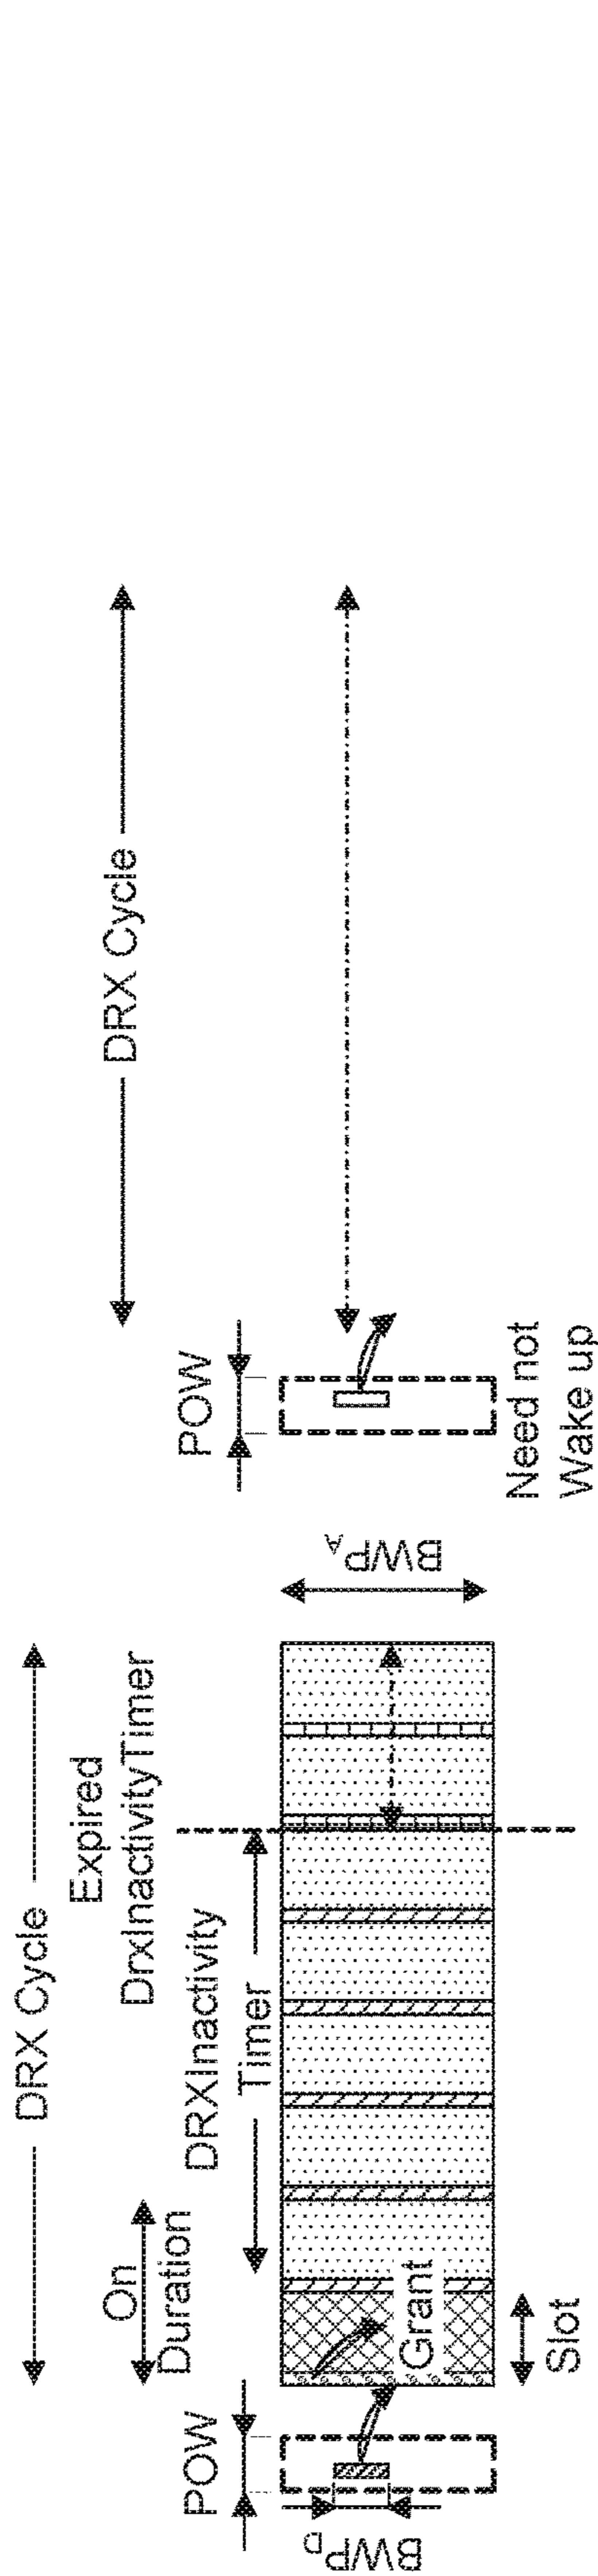 DRX Cycle
DRX Cycle
Expired
DrxInactivityTimer
On
Duration
DRXInactivity
Timer
POW
POW
BWP_D
Grant
Slot
BWP_A
Need not
Wake up